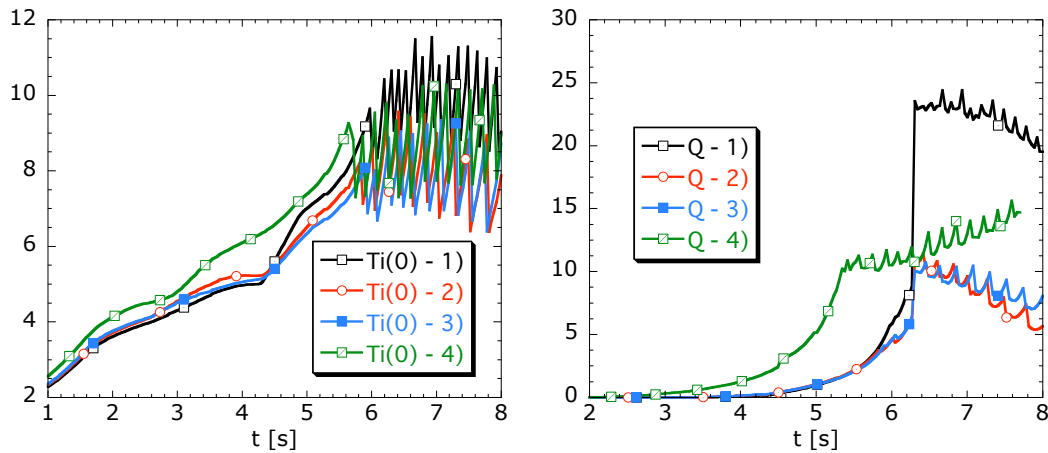 12
10
8
6
4
2
Ti(0) - 1)
Ti(0) - 2)
Ti(0) - 3)
Ti(0) - 4)
1 2 3 4 5 6 7 8
t [s]
30
25
20
15
10
5
0
Q - 1)
Q - 2)
Q - 3)
Q - 4)
2 3 4 5 6 7 8
t [s]